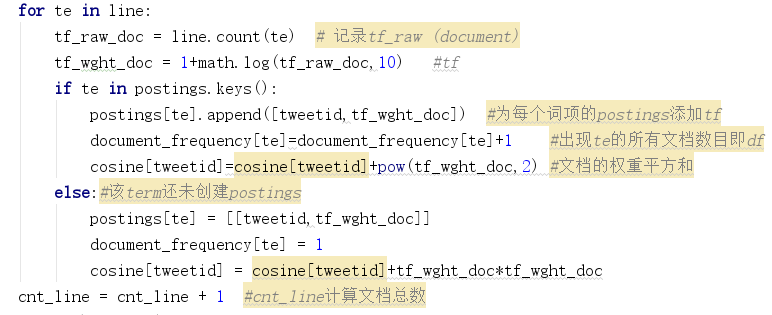 for te in line:
    tf_raw_doc = line.count(te)  # 记录tf_raw (document)
    tf_wght_doc = 1+math.log(tf_raw_doc,10)   #tf
    if te in postings.keys():
        postings[te].append([tweetid,tf_wght_doc])  #为每个词项的postings添加tf
        document_frequency[te]=document_frequency[te]+1    #出现te的所有文档数目即df
        cosine[tweetid]=cosine[tweetid]+pow(tf_wght_doc,2) #文档的权重平方和
    else:#该term还未创建postings
        postings[te] = [[tweetid,tf_wght_doc]]
        document_frequency[te] = 1
        cosine[tweetid] = cosine[tweetid]+tf_wght_doc*tf_wght_doc
cnt_line = cnt_line + 1  #cnt_line计算文档总数